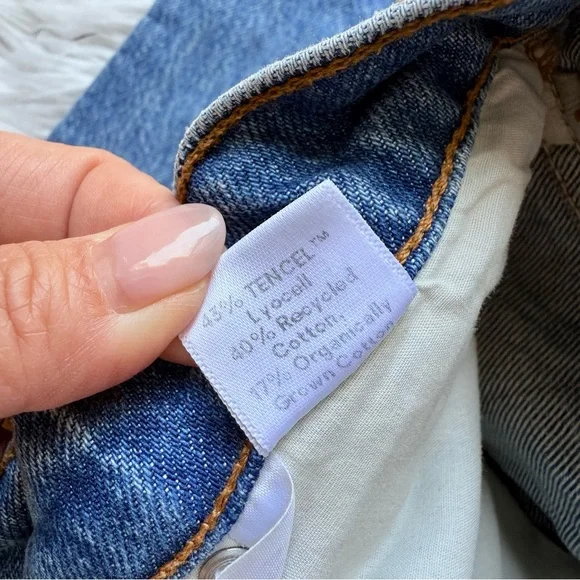 43% TENCEL™
Lyocell
40% Recycled
Cotton,
17% Organically
Grown Cotton